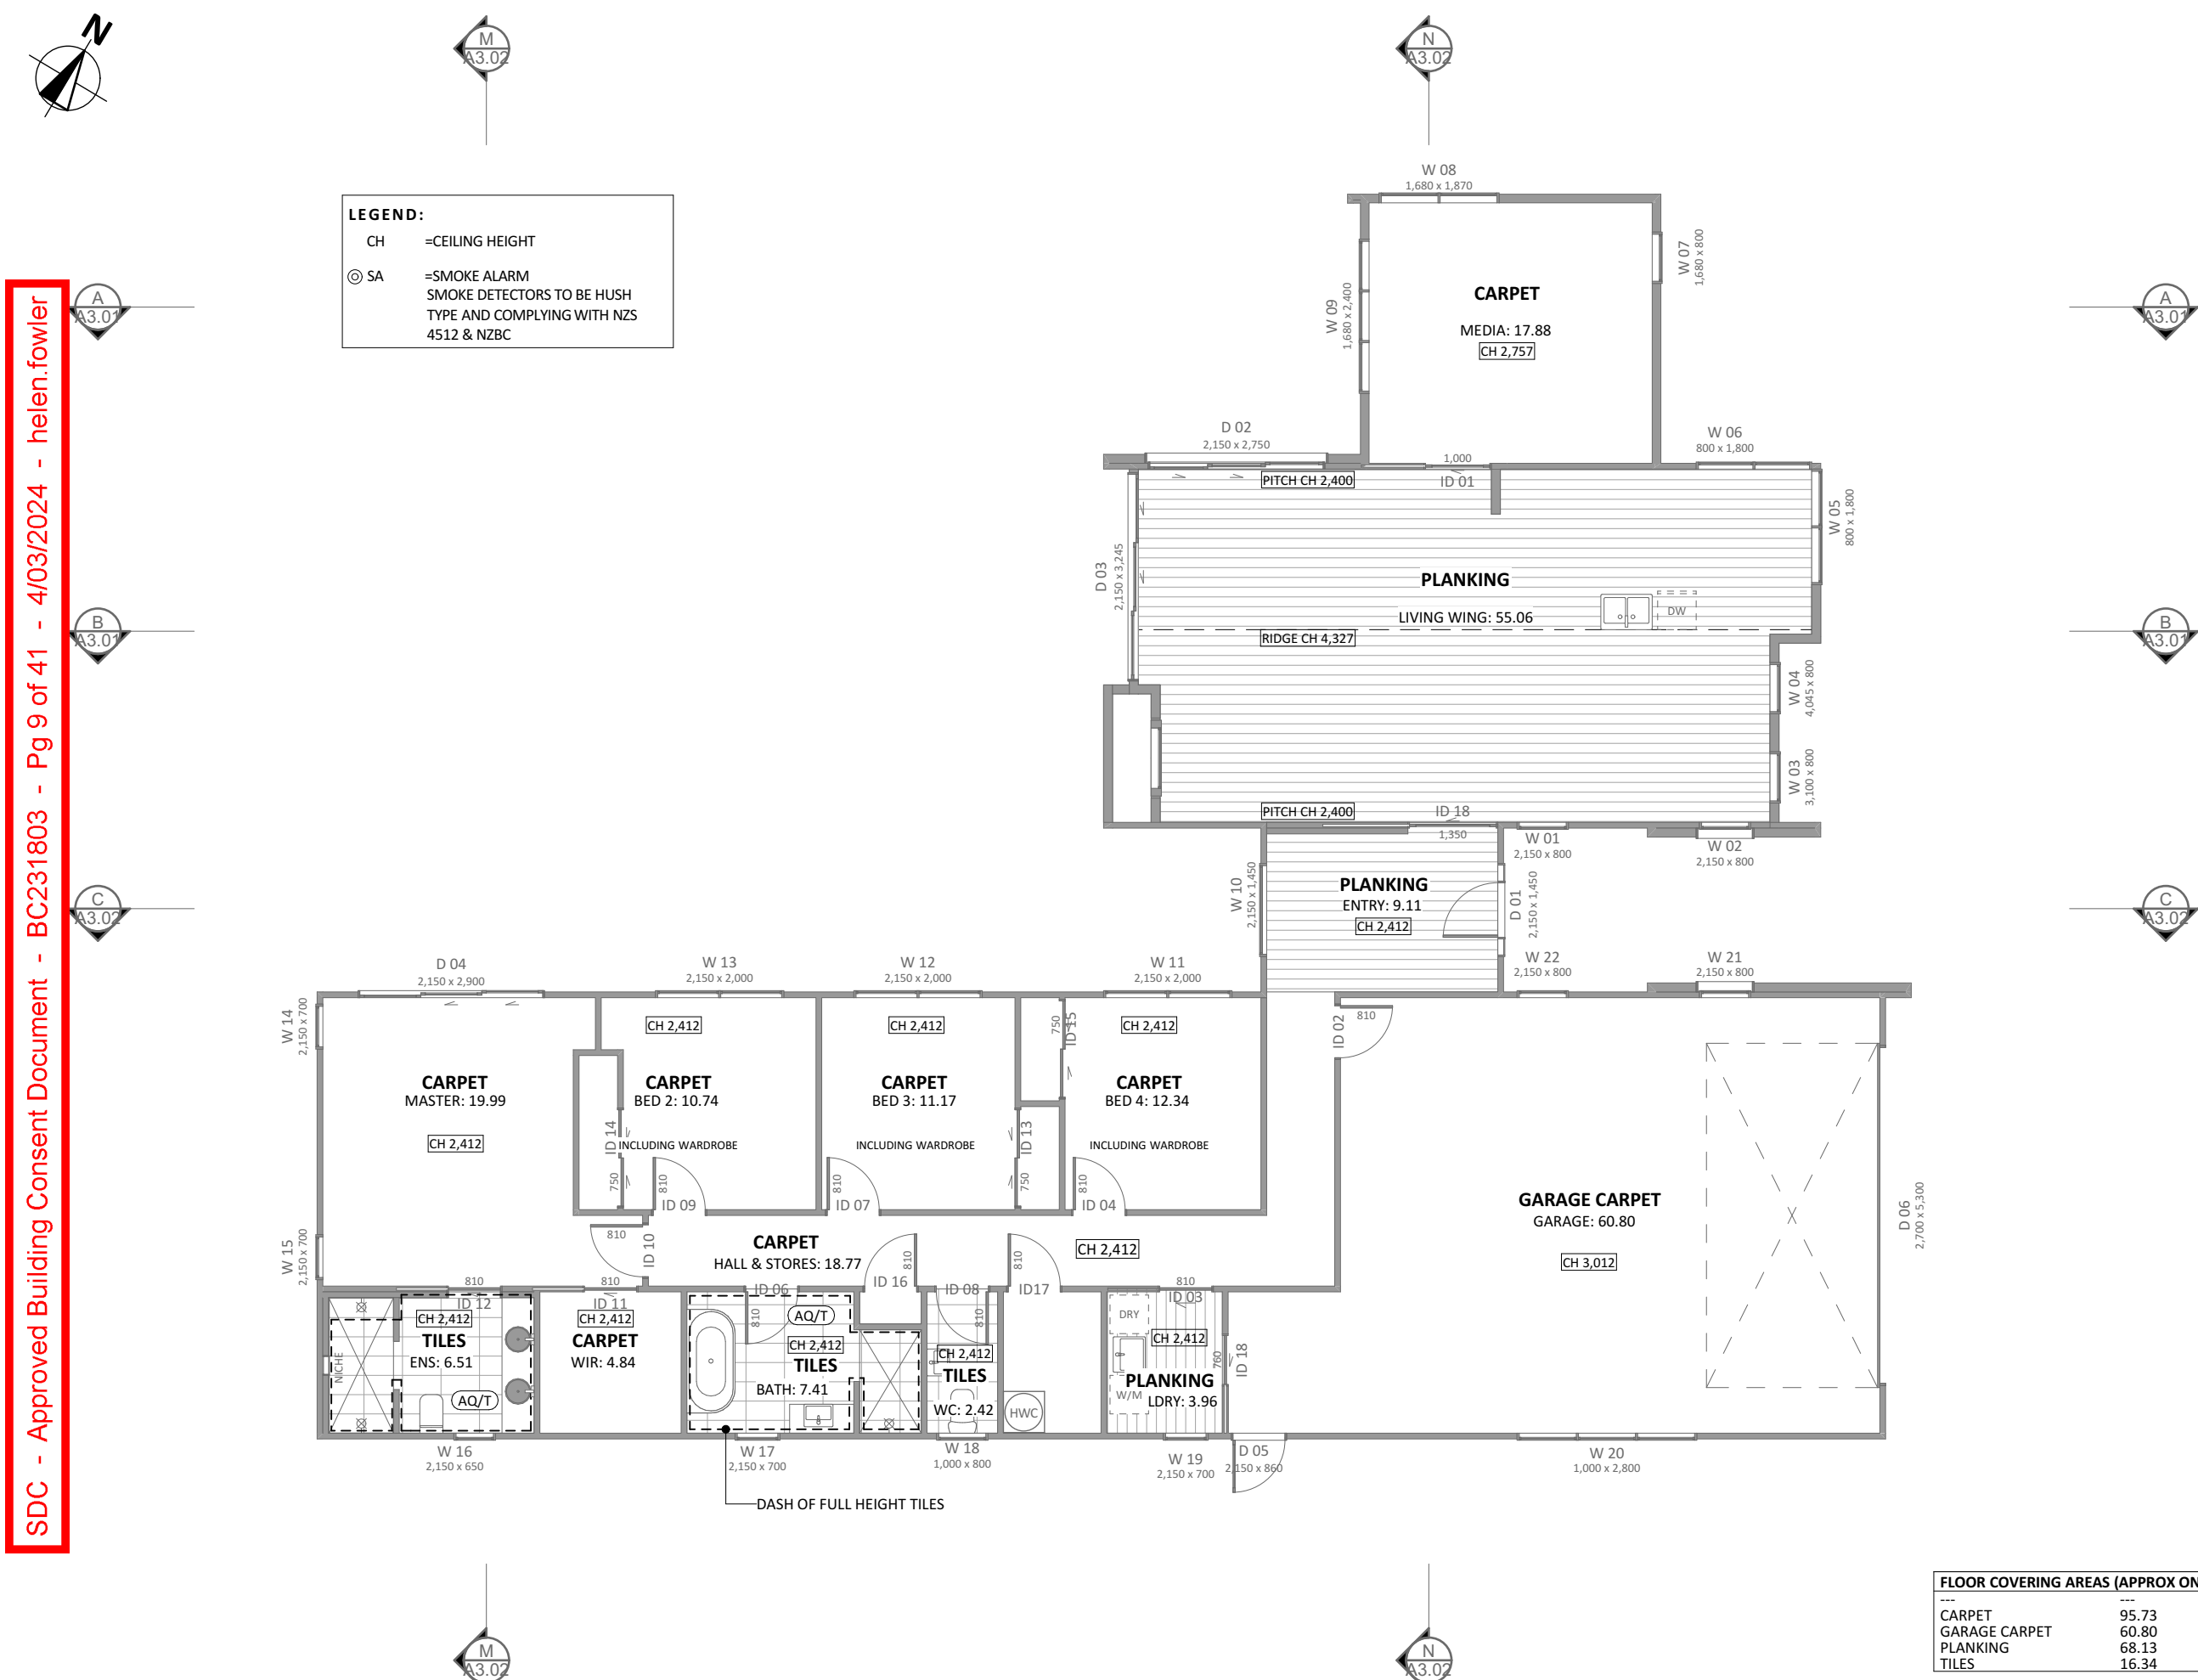 N
M
A3.02
N
A3.02
LEGEND:
CH =CEILING HEIGHT
SA =SMOKE ALARM
SMOKE DETECTORS TO BE HUSH
TYPE AND COMPLYING WITH NZS
4512 & NZBC
SDC - Approved Building Consent Document - BC231803 - Pg 9 of 41 - 4/03/2024 - helen.fowler
A
A3.01
A
A3.01
B
A3.01
B
A3.01
C
A3.02
C
A3.02
W 08
1,680 x 1,870
W 07
1,680 x 800
W 09
1,680 x 2,400
CARPET
MEDIA: 17.88
CH 2,757
D 02
2,150 x 2,750
W 06
800 x 1,800
1,000
ID 01
PITCH CH 2,400
W 05
800 x 1,800
D 03
2,150 x 3,245
PLANKING
LIVING WING: 55.06
DW
RIDGE CH 4,327
W 04
4,045 x 800
W 03
3,100 x 800
PITCH CH 2,400
ID 18
1,350
W 01
2,150 x 800
W 02
2,150 x 800
W 10
2,150 x 1,450
PLANKING
ENTRY: 9.11
CH 2,412
D 01
2,150 x 1,450
D 04
2,150 x 2,900
W 13
2,150 x 2,000
W 12
2,150 x 2,000
W 11
2,150 x 2,000
W 22
2,150 x 800
W 21
2,150 x 800
W 14
2,150 x 700
CH 2,412
CH 2,412
750
ID 15
CH 2,412
ID 02
810
CARPET
MASTER: 19.99
CH 2,412
CARPET
BED 2: 10.74
INCLUDING WARDROBE
CARPET
BED 3: 11.17
INCLUDING WARDROBE
CARPET
BED 4: 12.34
INCLUDING WARDROBE
ID 14
750
810
ID 09
810
ID 07
ID 13
750
810
ID 04
GARAGE CARPET
GARAGE: 60.80
CH 3,012
D 06
2,700 x 5,300
W 15
2,150 x 700
810
ID 10
CARPET
HALL & STORES: 18.77
810
ID 16
810
ID17
CH 2,412
810
ID 12
810
ID 11
ID 06
810
ID 08
810
810
ID 03
CH 2,412
TILES
ENS: 6.51
NICHE
AQ/T
CH 2,412
CARPET
WIR: 4.84
AQ/T
CH 2,412
TILES
BATH: 7.41
CH 2,412
TILES
WC: 2.42
HWC
DRY
CH 2,412
W/M
PLANKING
LDRY: 3.96
760
ID 18
W 16
2,150 x 650
W 17
2,150 x 700
W 18
1,000 x 800
W 19
2,150 x 700
D 05
2,150 x 860
W 20
1,000 x 2,800
DASH OF FULL HEIGHT TILES
M
A3.02
N
A3.02
FLOOR COVERING AREAS (APPROX ON
--- ---
CARPET 95.73
GARAGE CARPET 60.80
PLANKING 68.13
TILES 16.34